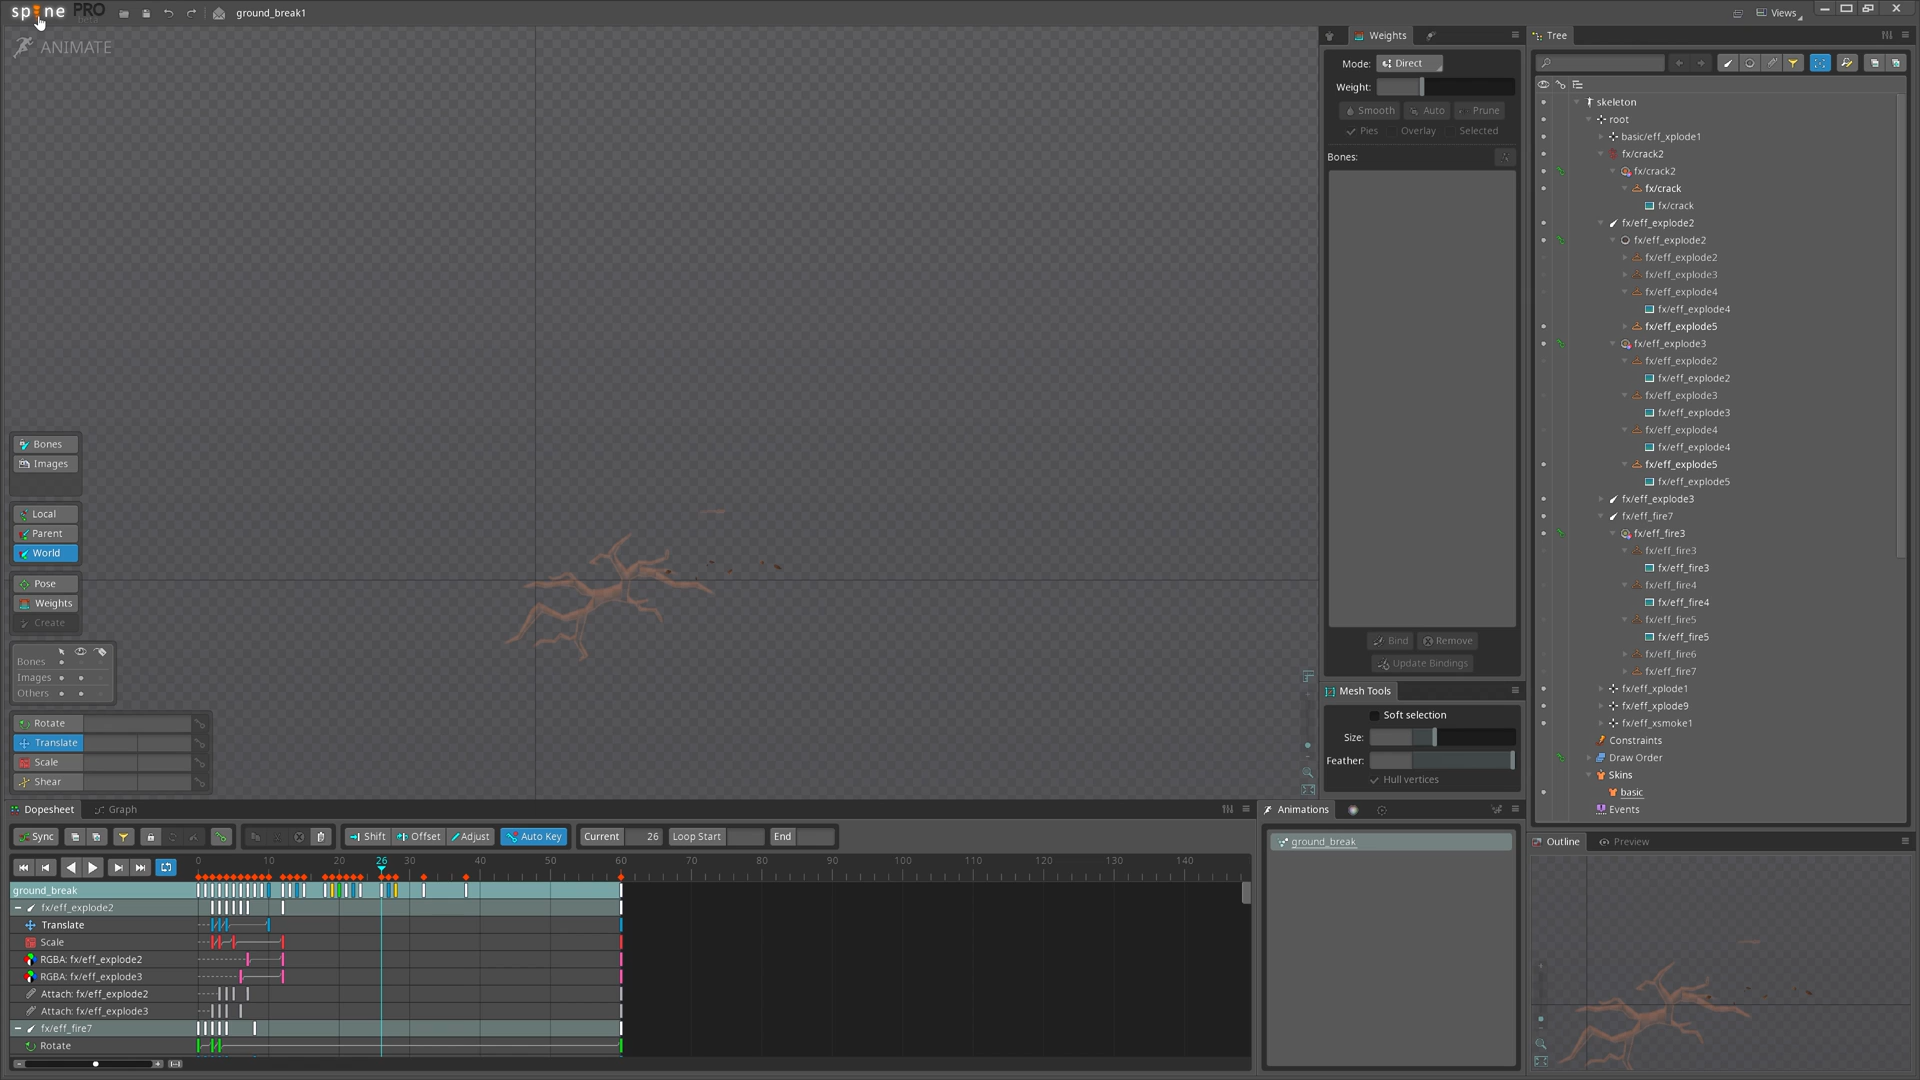 spine PRO
ground_break1
Views
ANIMATE
Bones
Images
Local
Parent
World
Pose
Weights
Create
Bones
Images
Others
Rotate
Translate
Scale
Shear
Weights
Mode: Direct
Weight:
Smooth Auto Prune
Pies Overlay Selected
Bones:
Bind Remove
Update Bindings
Mesh Tools
Soft selection
Size:
Feather:
Hull vertices
Tree
skeleton
root
basic/eff_xplode1
fx/crack2
fx/crack2
fx/crack
fx/crack
fx/eff_explode2
fx/eff_explode2
fx/eff_explode2
fx/eff_explode3
fx/eff_explode4
fx/eff_explode4
fx/eff_explode5
fx/eff_explode3
fx/eff_explode2
fx/eff_explode2
fx/eff_explode3
fx/eff_explode3
fx/eff_explode4
fx/eff_explode4
fx/eff_explode5
fx/eff_explode5
fx/eff_explode3
fx/eff_fire7
fx/eff_fire3
fx/eff_fire3
fx/eff_fire3
fx/eff_fire4
fx/eff_fire4
fx/eff_fire5
fx/eff_fire5
fx/eff_fire6
fx/eff_fire7
fx/eff_xplode1
fx/eff_xplode9
fx/eff_xsmoke1
Constraints
Draw Order
Skins
basic
Events
Dopesheet Graph
Sync Shift Offset Adjust Auto Key Current 26 Loop Start End
0 10 20 26 30 40 50 60 70 80 90 100 110 120 130 140
ground_break
fx/eff_explode2
Translate
Scale
RGBA: fx/eff_explode2
RGBA: fx/eff_explode3
Attach: fx/eff_explode2
Attach: fx/eff_explode3
fx/eff_fire7
Rotate
Animations
ground_break
Outline Preview